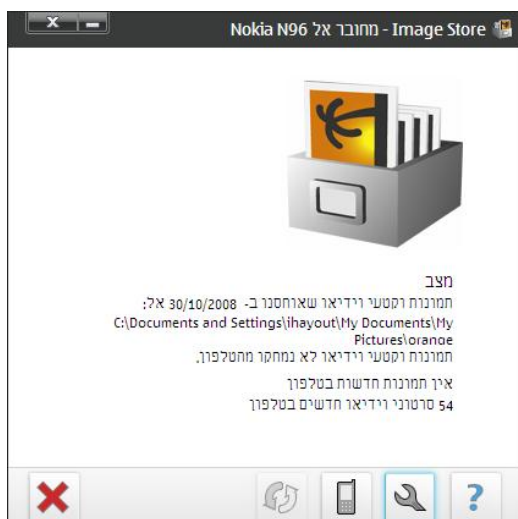 Image Store - מחובר אל Nokia N96
מצב
תמונות וקטעי וידיאו שאוחסנו ב- 30/10/2008 אל:
C:\Documents and Settings\ihayout\My Documents\My
Pictures\orange
תמונות וקטעי וידיאו לא נמחקו מהטלפון.
אין תמונות חדשות בטלפון
54 סרטוני וידיאו חדשים בטלפון
?